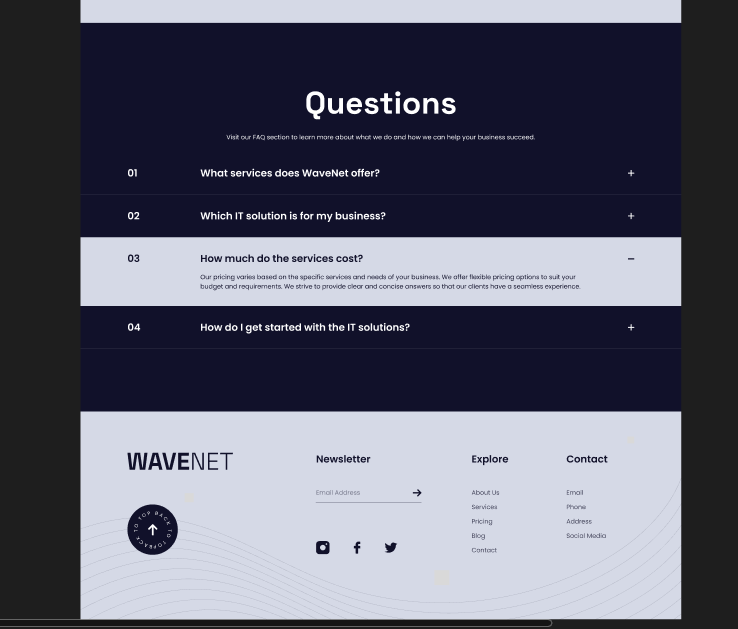 Questions
Visit our FAQ section to learn more about what we do and how we can help your business succeed.
01 What services does WaveNet offer? +
02 Which IT solution is for my business? +
03 How much do the services cost? –
Our pricing varies based on the specific services and needs of your business. We offer flexible pricing options to suit your
budget and requirements. We strive to provide clear and concise answers so that our clients have a seamless experience.
04 How do I get started with the IT solutions? +
WAVENET
BACK TO TOP BACK TO TOP
Newsletter
Email Address
Explore
About Us
Services
Pricing
Blog
Contact
Contact
Email
Phone
Address
Social Media